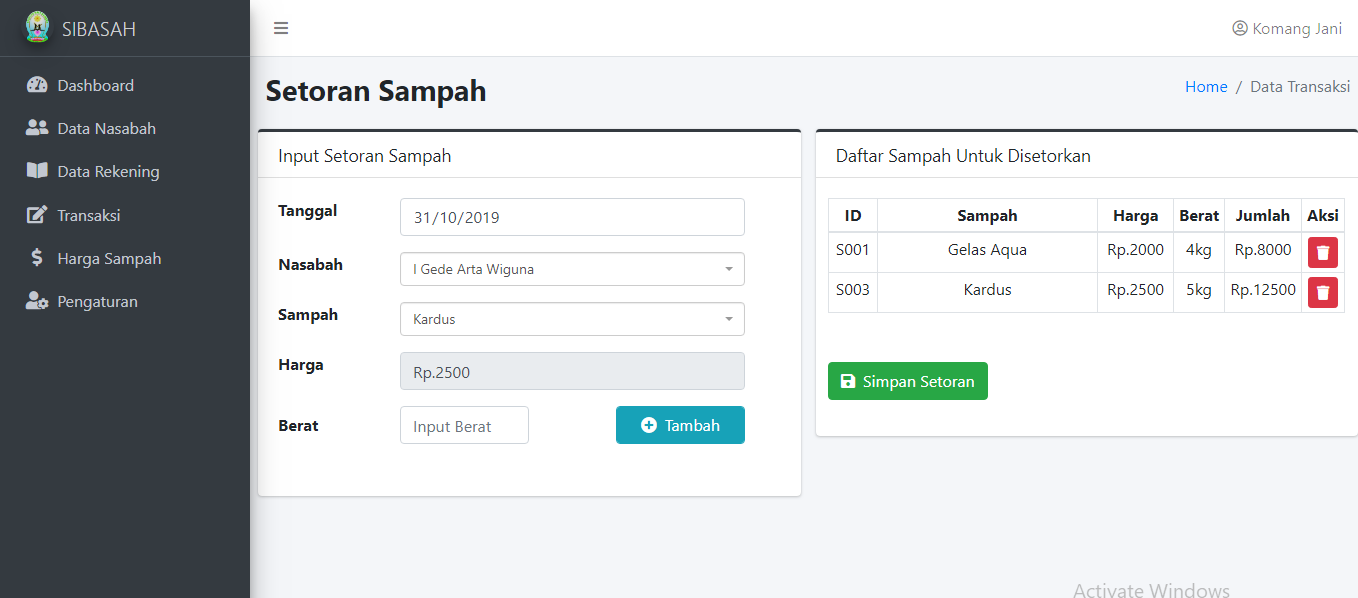 SIBASAH
Komang Jani
Dashboard
Data Nasabah
Data Rekening
Transaksi
Harga Sampah
Pengaturan
Setoran Sampah
Home / Data Transaksi
Input Setoran Sampah
Tanggal 31/10/2019
Nasabah I Gede Arta Wiguna
Sampah Kardus
Harga Rp.2500
Berat Input Berat Tambah
Daftar Sampah Untuk Disetorkan
ID Sampah Harga Berat Jumlah Aksi
S001 Gelas Aqua Rp.2000 4kg Rp.8000
S003 Kardus Rp.2500 5kg Rp.12500
Simpan Setoran
Activate Windows